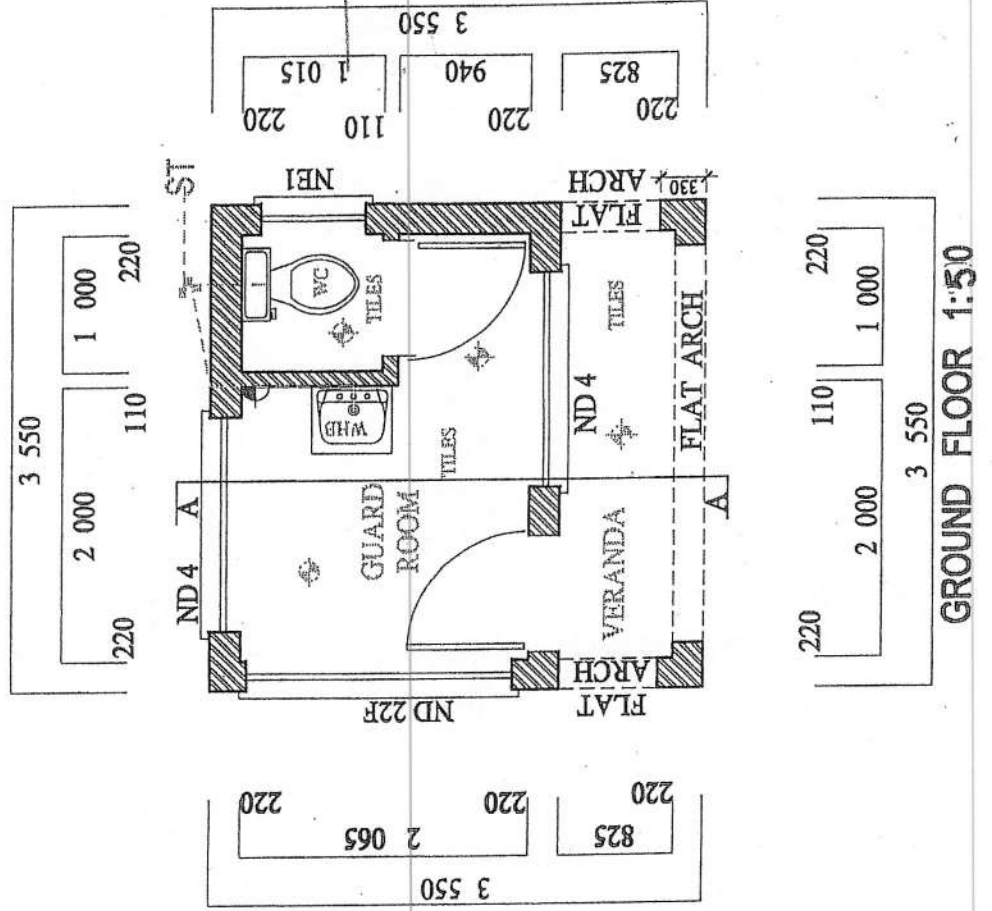 3 550
1 015
940
825
220
110
220
220
ST
NE1
ARCH
FLAT
330
3 550
1 000
2 000
220
110
220
WC
TILES
WHB
TILES
TILES
ND 4
ND 4
FLAT ARCH
A
A
GUARD
ROOM
VERANDA
ARCH
FLAT
ND 22F
220
1 000
110
2 000
220
3 550
220
220
220
2 065
825
3 550
GROUND FLOOR 1:50